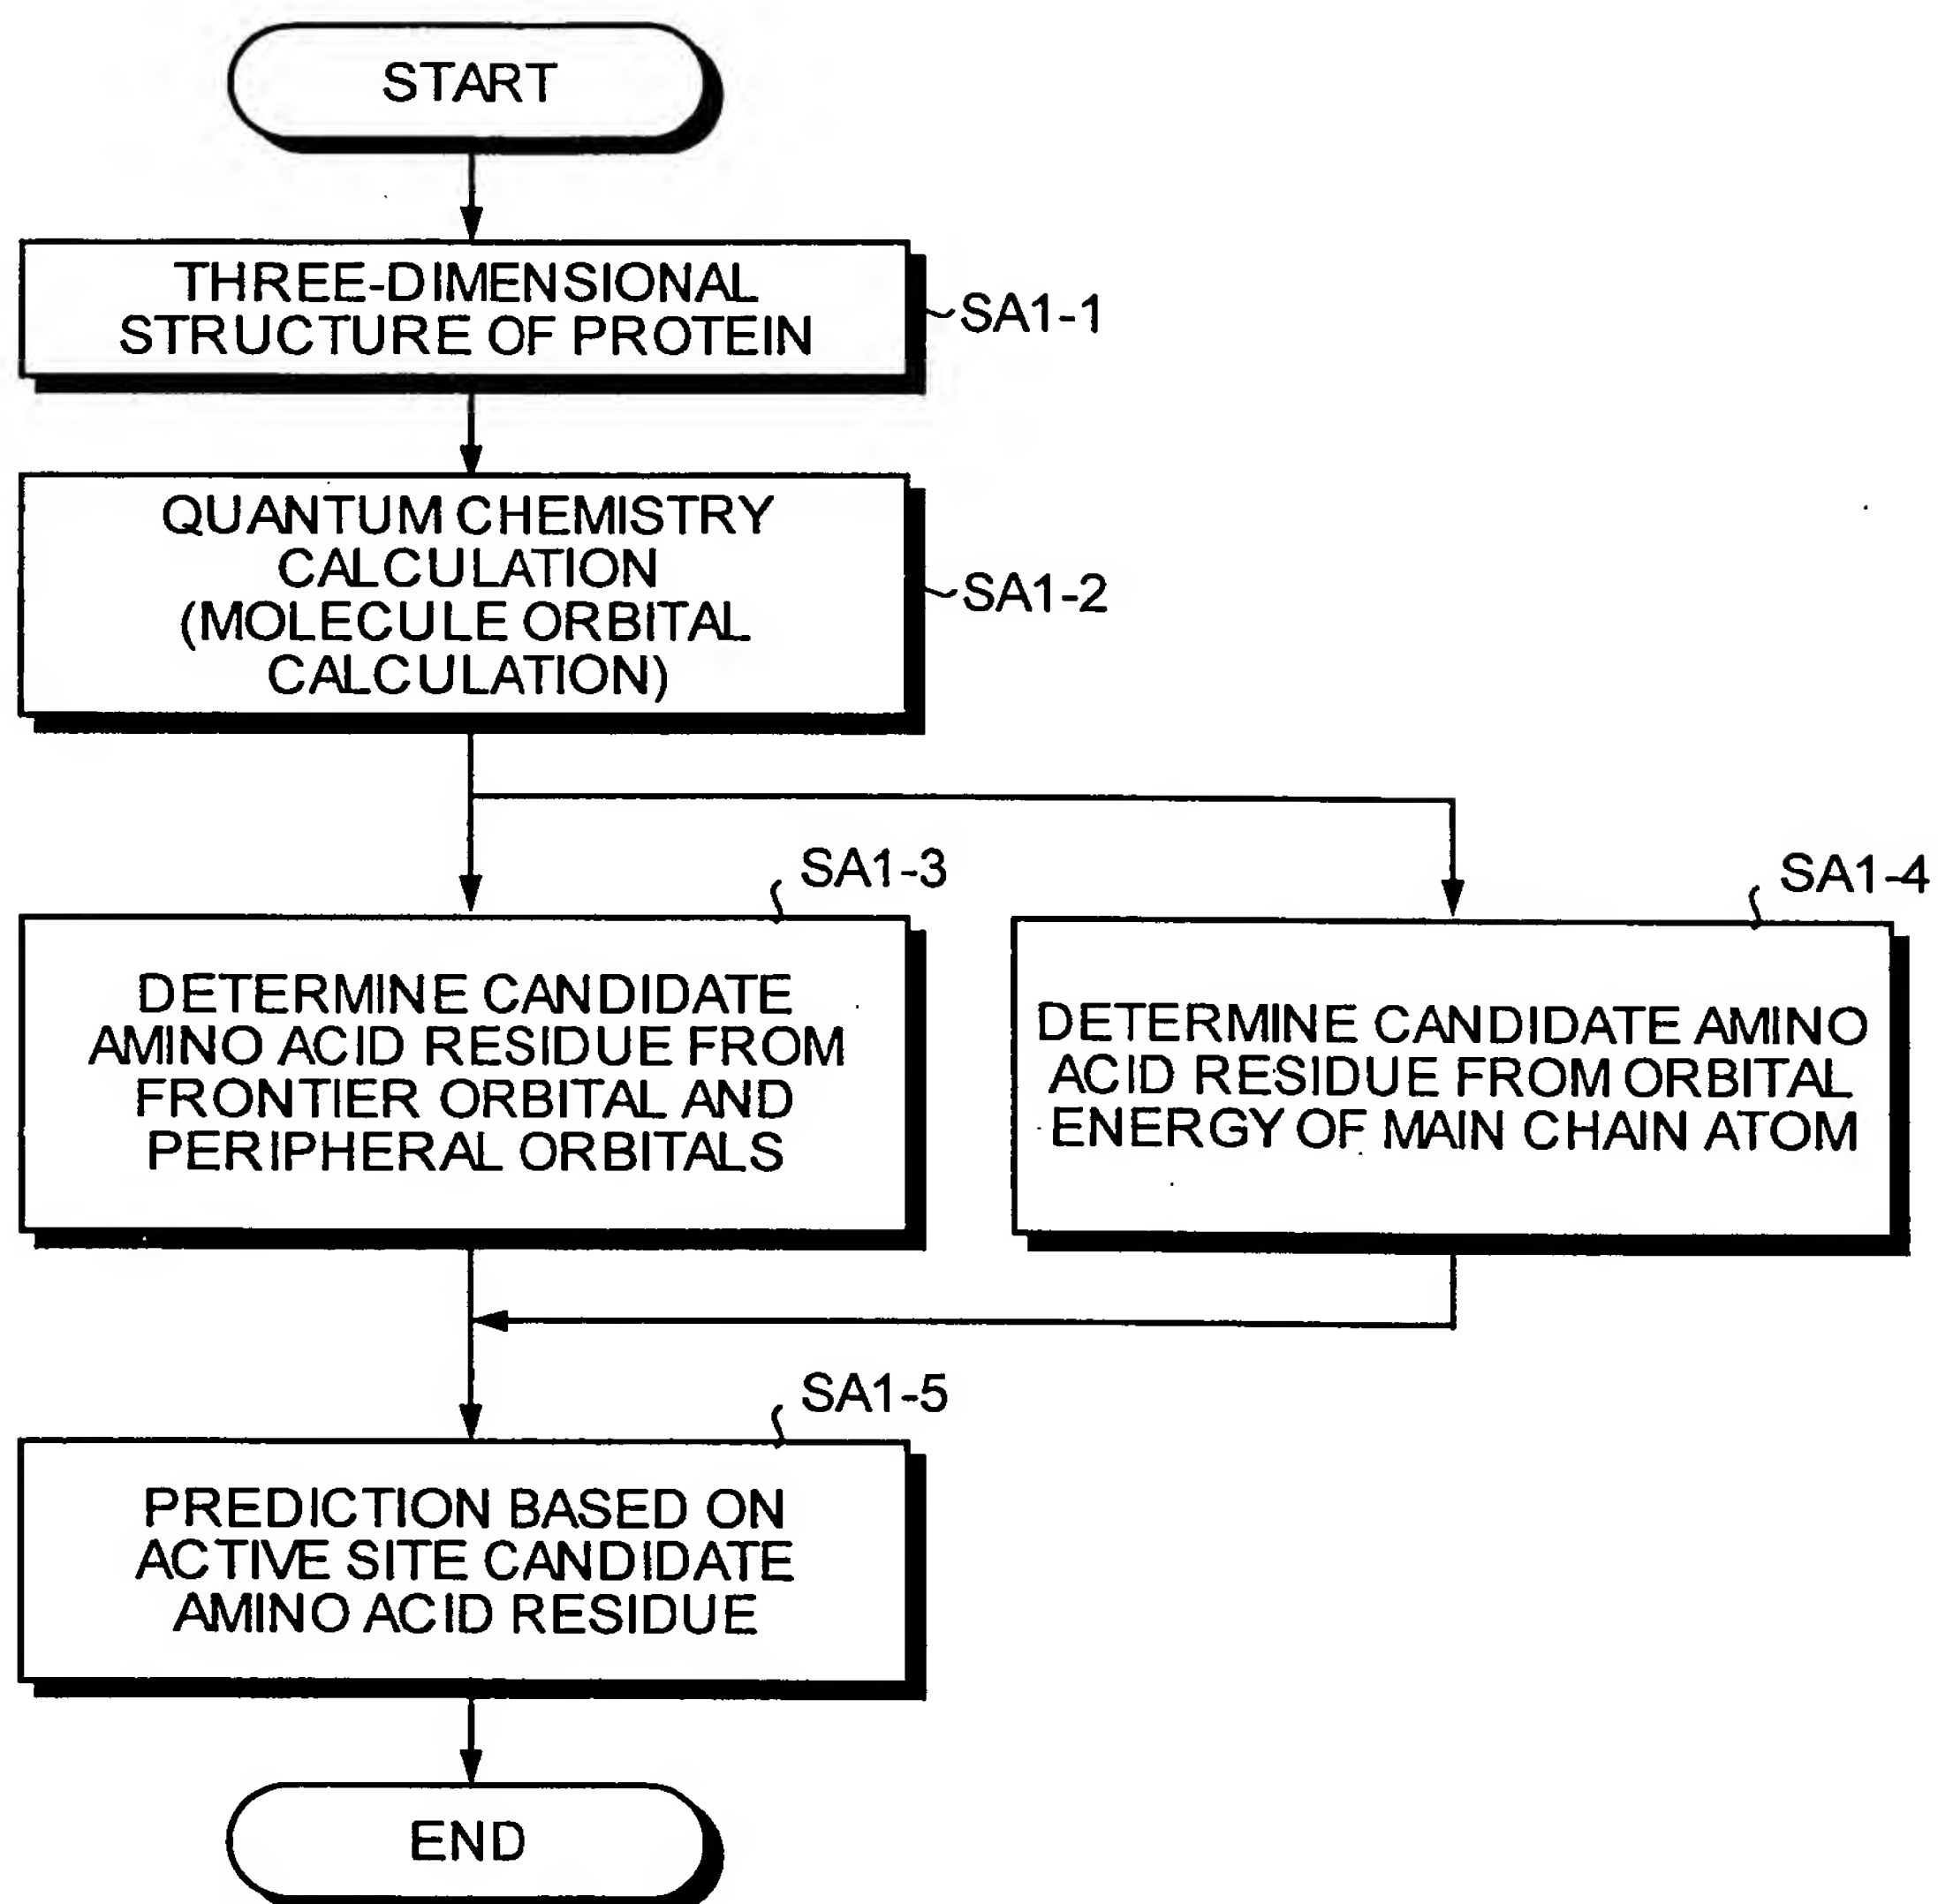 START
THREE-DIMENSIONAL
STRUCTURE OF PROTEIN
SA1-1
QUANTUM CHEMISTRY
CALCULATION
(MOLECULE ORBITAL
CALCULATION)
SA1-2
SA1-3
DETERMINE CANDIDATE
AMINO ACID RESIDUE FROM
FRONTIER ORBITAL AND
PERIPHERAL ORBITALS
SA1-4
DETERMINE CANDIDATE AMINO
ACID RESIDUE FROM ORBITAL
ENERGY OF MAIN CHAIN ATOM
SA1-5
PREDICTION BASED ON
ACTIVE SITE CANDIDATE
AMINO ACID RESIDUE
END